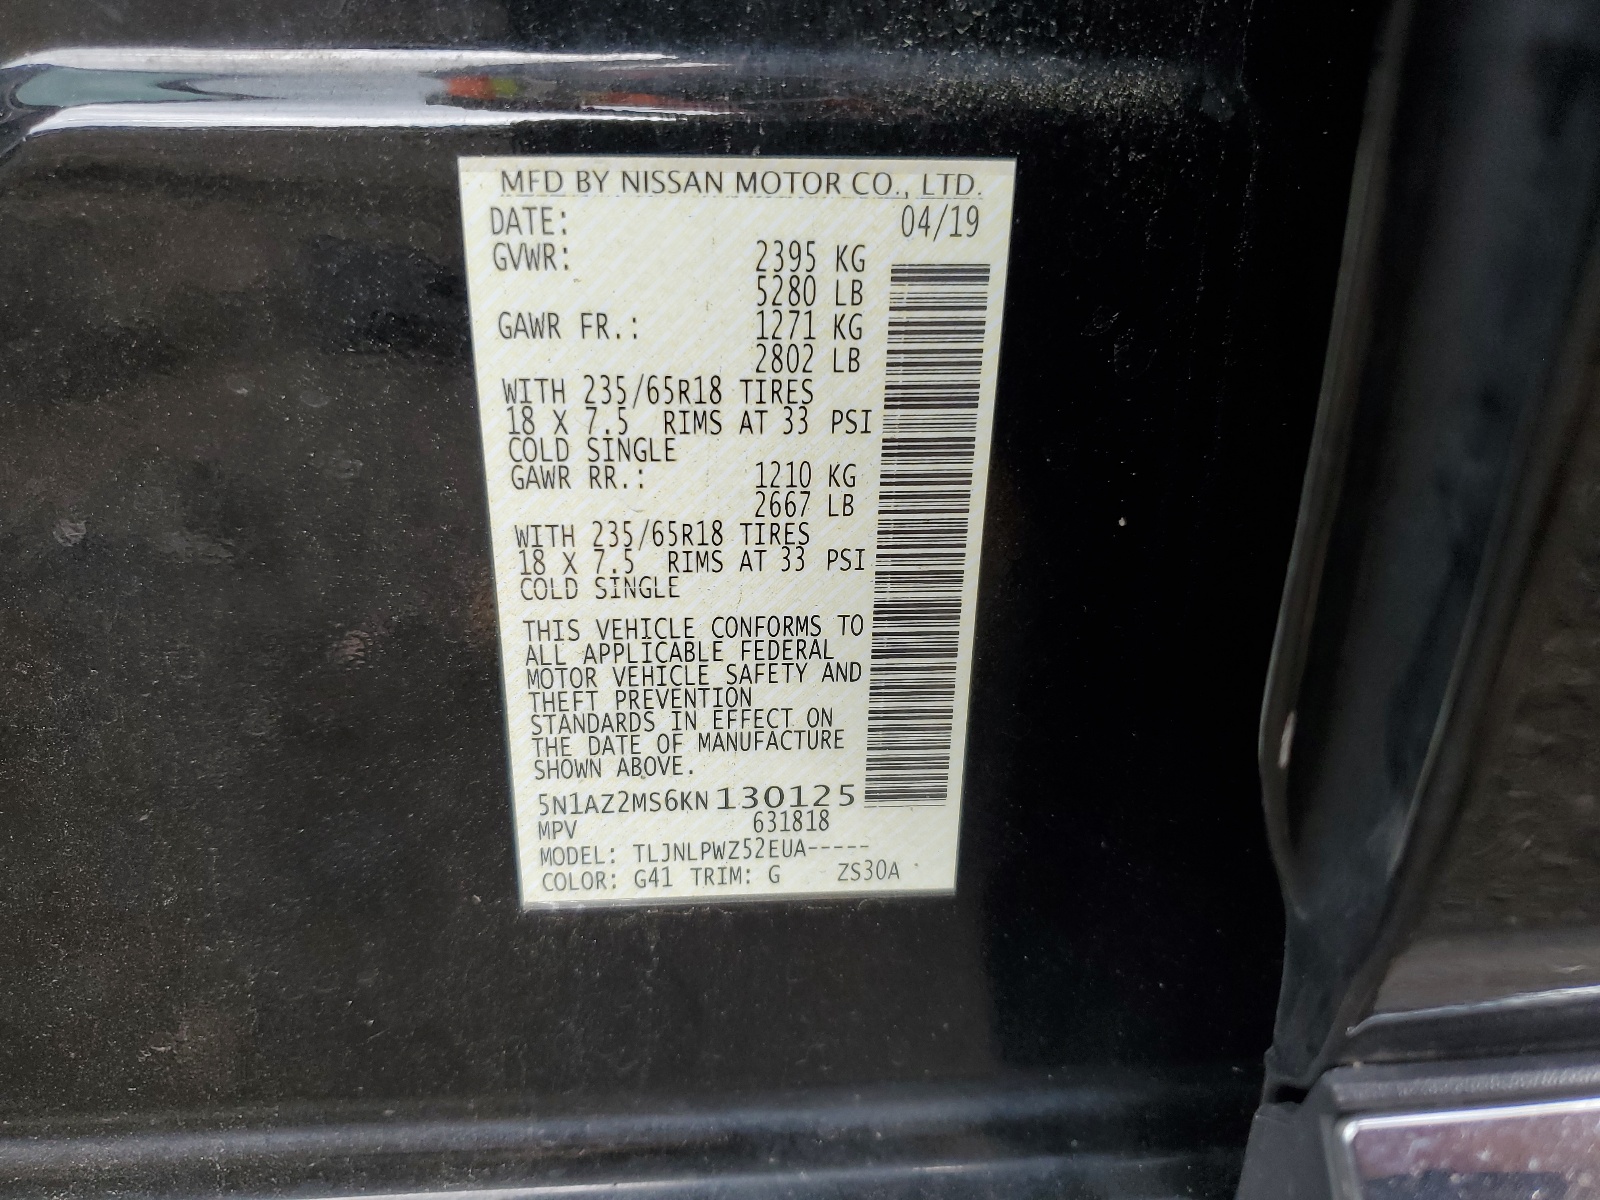 MFD BY NISSAN MOTOR CO., LTD.
DATE: 04/19
GVWR: 2395 KG
5280 LB
GAWR FR.: 1271 KG
2802 LB
WITH 235/65R18 TIRES
18 X 7.5 RIMS AT 33 PSI
COLD SINGLE
GAWR RR.: 1210 KG
2667 LB
WITH 235/65R18 TIRES
18 X 7.5 RIMS AT 33 PSI
COLD SINGLE
THIS VEHICLE CONFORMS TO
ALL APPLICABLE FEDERAL
MOTOR VEHICLE SAFETY AND
THEFT PREVENTION
STANDARDS IN EFFECT ON
THE DATE OF MANUFACTURE
SHOWN ABOVE.
5N1AZ2MS6KN130125
MPV 631818
MODEL: TLJNLPWZ52EUA-----
COLOR: G41 TRIM: G ZS30A